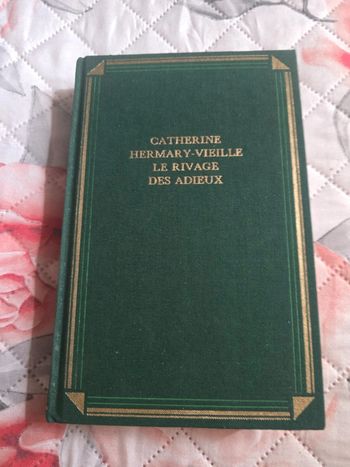 CATHERINE
HERMARY-VIEILLE
LE RIVAGE
DES ADIEUX